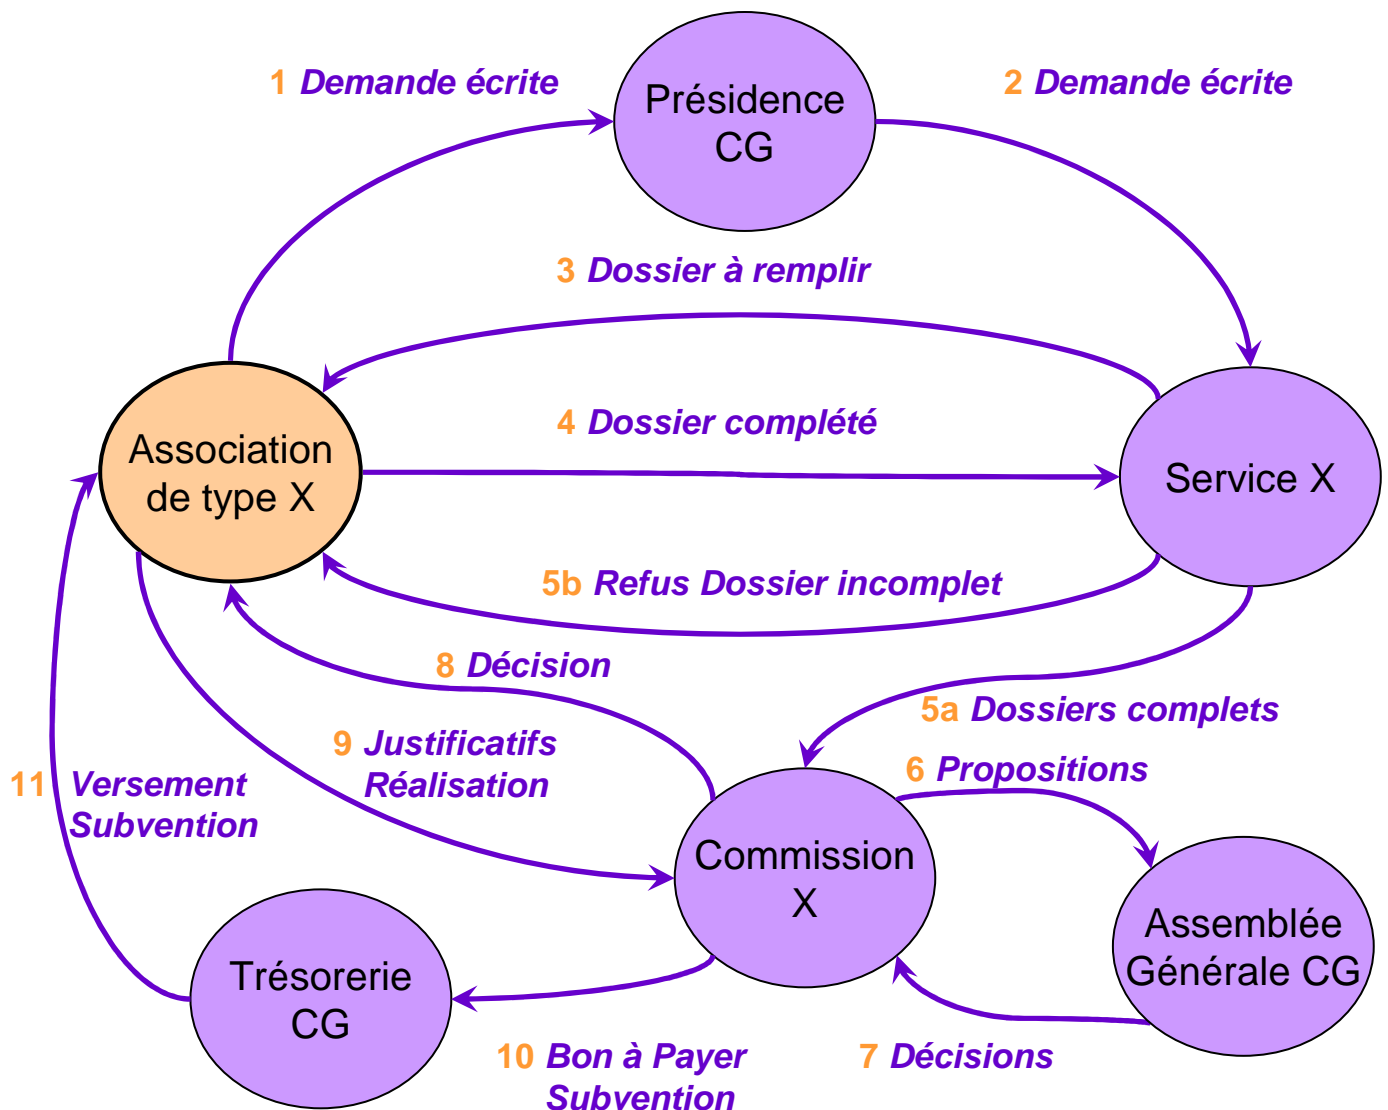 1 Demande écrite
Présidence
CG
2 Demande écrite
3 Dossier à remplir
Association
de type X
4 Dossier complété
Service X
5b Refus Dossier incomplet
8 Décision
5a Dossiers complets
9 Justificatifs
Réalisation
6 Propositions
11 Versement
Subvention
Commission
X
Assemblée
Générale CG
Trésorerie
CG
10 Bon à Payer
Subvention
7 Décisions